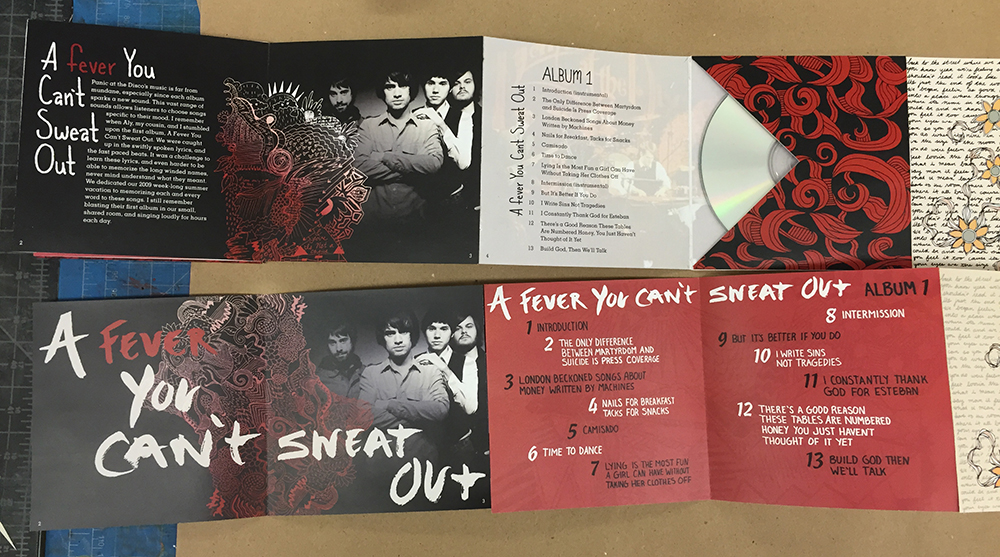 A fever You
Can't
Sweat
Out
Panic at the Disco's music is far from
mundane, especially since each album
sparks a new sound. This vast range of
sounds allows listeners to choose songs
specific to their mood. I remember
when Aly, my cousin, and I stumbled
upon the first album, A Fever You
Can't Sweat Out. We were caught
up in the swiftly spoken lyrics, and
the fast paced beats. It was a challenge to
learn these lyrics, and even harder to be
able to memorize the long winded names,
never mind understand what they meant.
We dedicated our 2009 week-long summer
vacation to memorizing each and every
word to these songs. I still remember
blasting their first album in our small,
shared room, and singing loudly for hours
each day.
2
3
A fever You Cant Sweat Out
ALBUM 1
1 Introduction (instrumental)
2 The Only Difference Between Martyrdom
and Suicide Is Press Coverage
3 London Beckoned Songs About Money
Written by Machines
4 Nails for Breakfast, Tacks for Snacks
5 Camisado
6 Time to Dance
7 Lying Is the Most Fun a Girl Can Have
Without Taking Her Clothes Off
8 Intermission (instrumental)
9 But It's Better If You Do
10 I Write Sins Not Tragedies
11 I Constantly Thank God for Esteban
12 There's a Good Reason These Tables
Are Numbered Honey, You Just Haven't
Thought of It Yet
13 Build God, Then We'll Talk
4
A FEVER
YOU
CAN'T SWEAT
OUT
2
3
A FEVER YOU CAN'T SWEAT OUT ALBUM 1
1 INTRODUCTION
2 THE ONLY DIFFERENCE
BETWEEN MARTYRDOM AND
SUICIDE IS PRESS COVERAGE
3 LONDON BECKONED SONGS ABOUT
MONEY WRITTEN BY MACHINES
4 NAILS FOR BREAKFAST
TACKS FOR SNACKS
5 CAMISADO
6 TIME TO DANCE
7 LYING IS THE MOST FUN
A GIRL CAN HAVE WITHOUT
TAKING HER CLOTHES OFF
8 INTERMISSION
9 BUT IT'S BETTER IF YOU DO
10 I WRITE SINS
NOT TRAGEDIES
11 I CONSTANTLY THANK
GOD FOR ESTEBAN
12 THERE'S A GOOD REASON
THESE TABLES ARE NUMBERED
HONEY YOU JUST HAVEN'T
THOUGHT OF IT YET
13 BUILD GOD THEN
WE'LL TALK